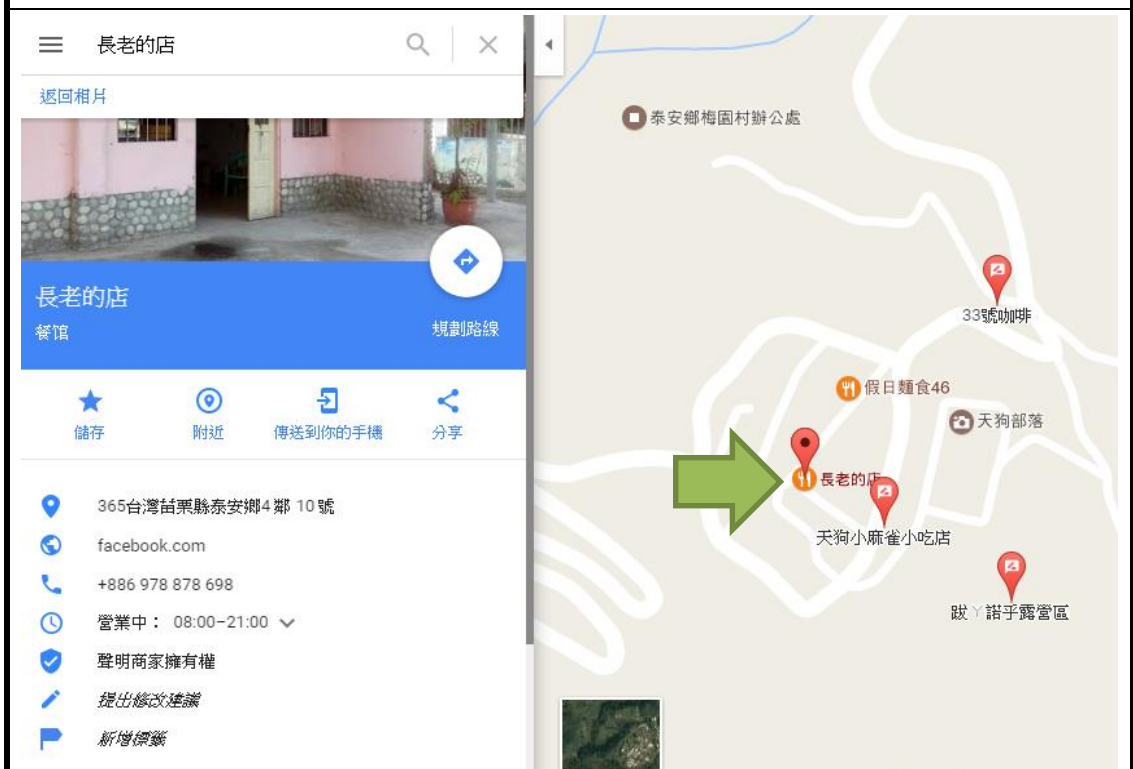 長老的店
返回相片
長老的店
餐馆
規劃路線
儲存
附近
傳送到你的手機
分享
365台灣苗栗縣泰安鄉4 鄰 10號
facebook.com
+886 978 878 698
營業中： 08:00–21:00
聲明商家擁有權
提出修改建議
新增標籤
泰安鄉梅園村辦公處
33號咖啡
假日麵食46
天狗部落
長老的店
天狗小麻雀小吃店
跋ㄚ諾乎露營區